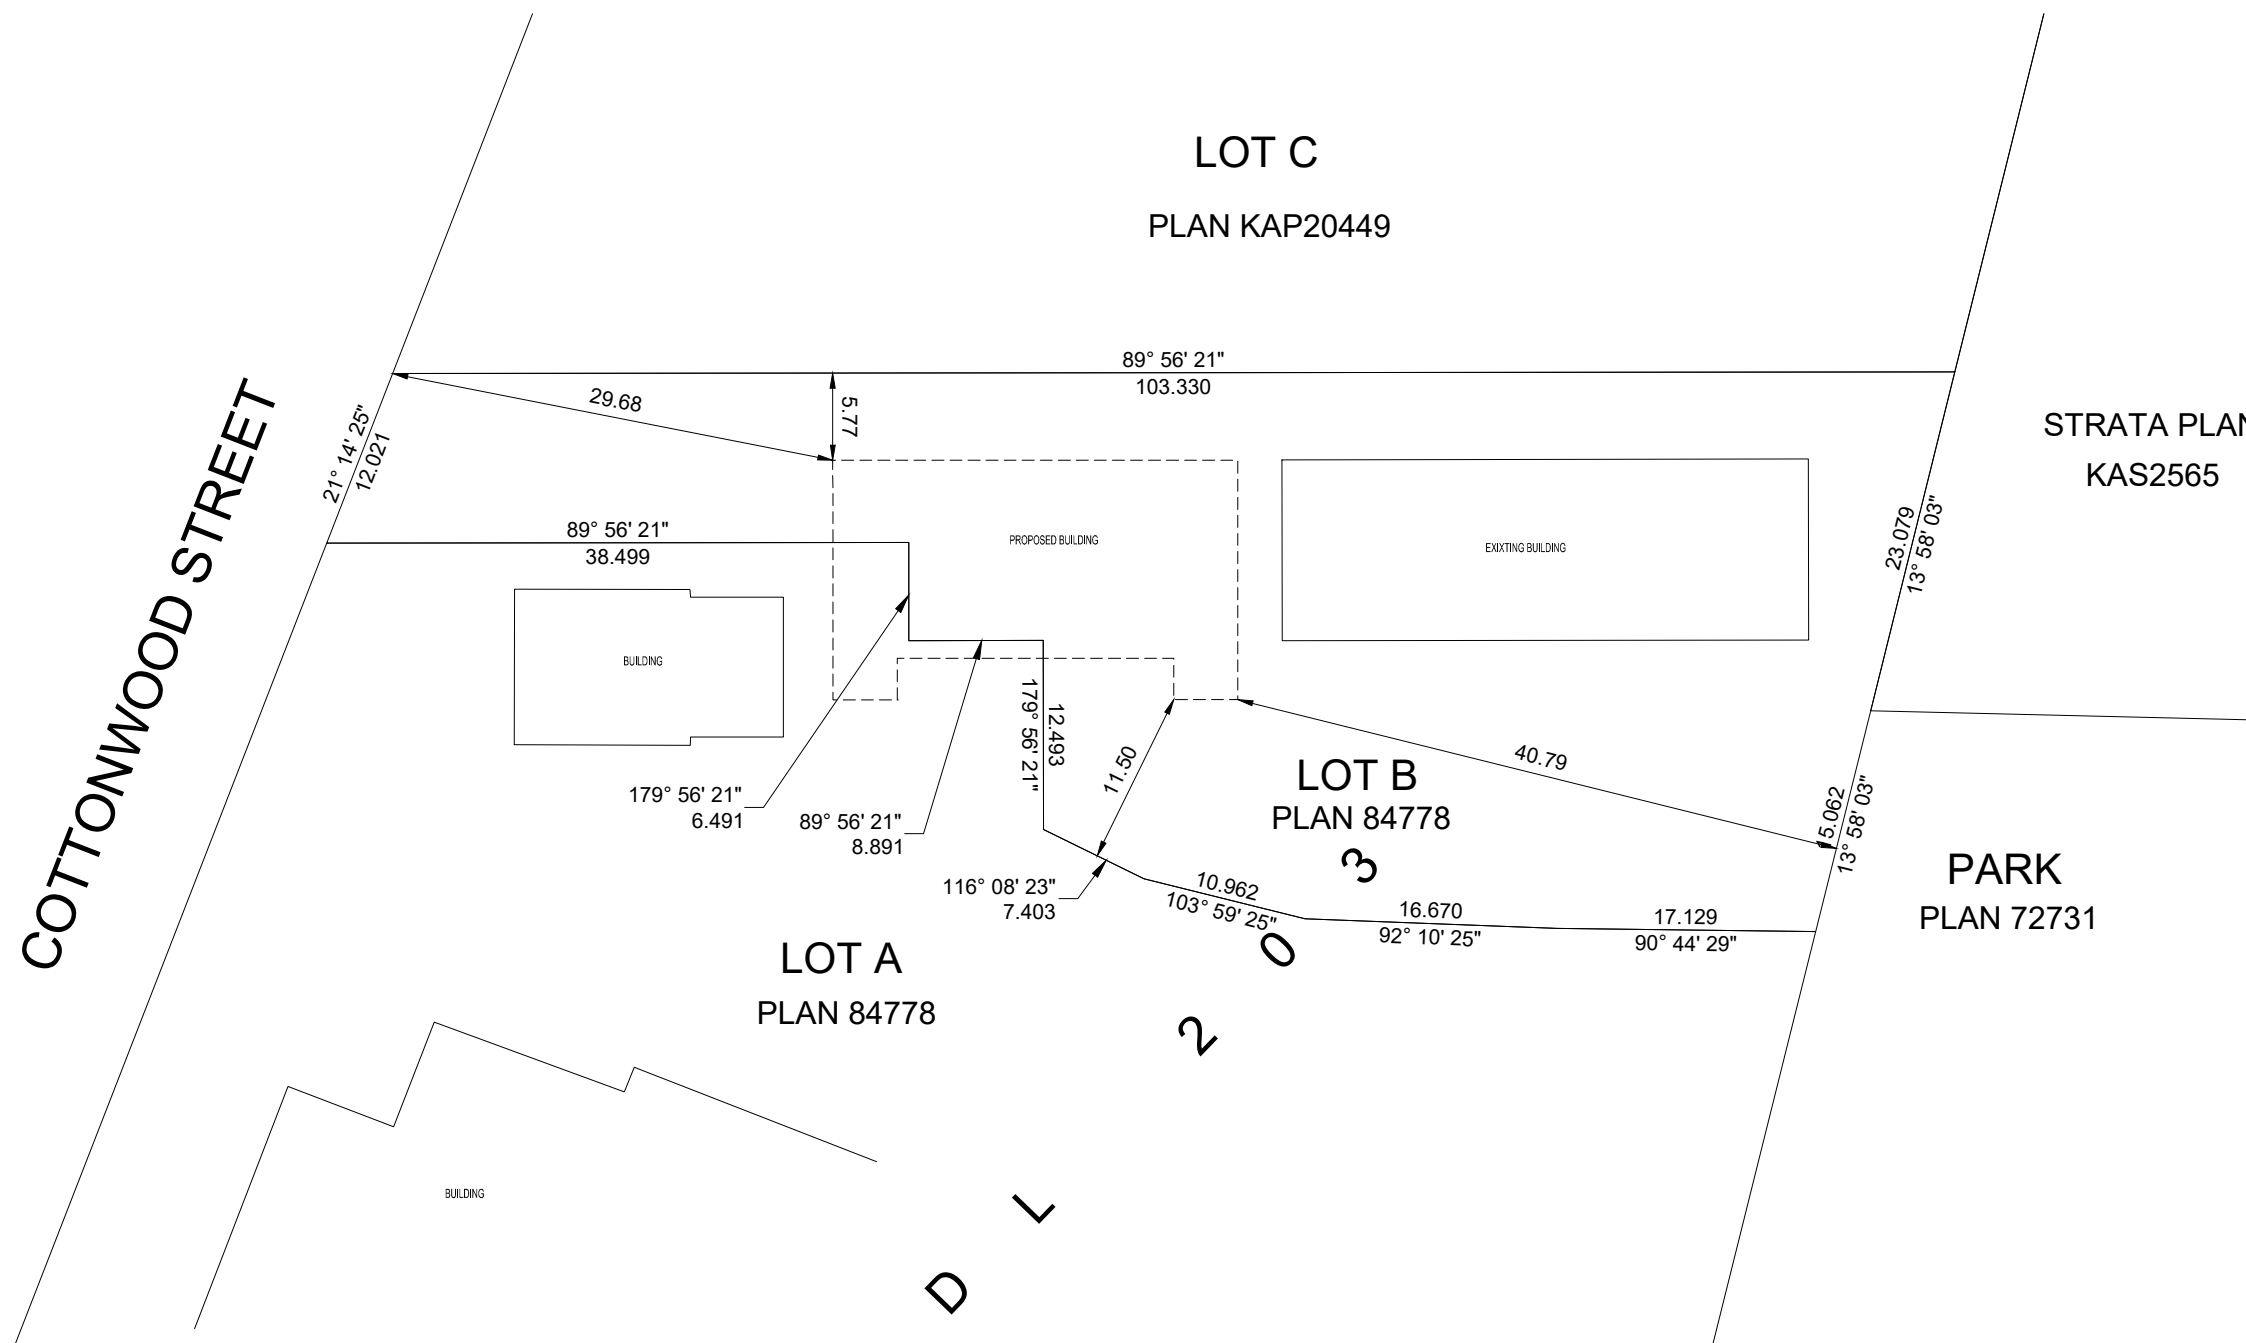 LOT C
PLAN KAP20449
89° 56' 21"
103.330
29.68
5.77
21° 14' 25"
12.021
COTTONWOOD STREET
STRATA PLAN
KAS2565
89° 56' 21"
38.499
PROPOSED BUILDING
EXIXTING BUILDING
23.079
13° 58' 03"
BUILDING
12.493
179° 56' 21"
11.50
40.79
179° 56' 21"
6.491
89° 56' 21"
8.891
LOT B
PLAN 84778
5.062
13° 58' 03"
PARK
PLAN 72731
116° 08' 23"
7.403
10.962
103° 59' 25"
16.670
92° 10' 25"
17.129
90° 44' 29"
LOT A
PLAN 84778
D L 2 0 3
BUILDING